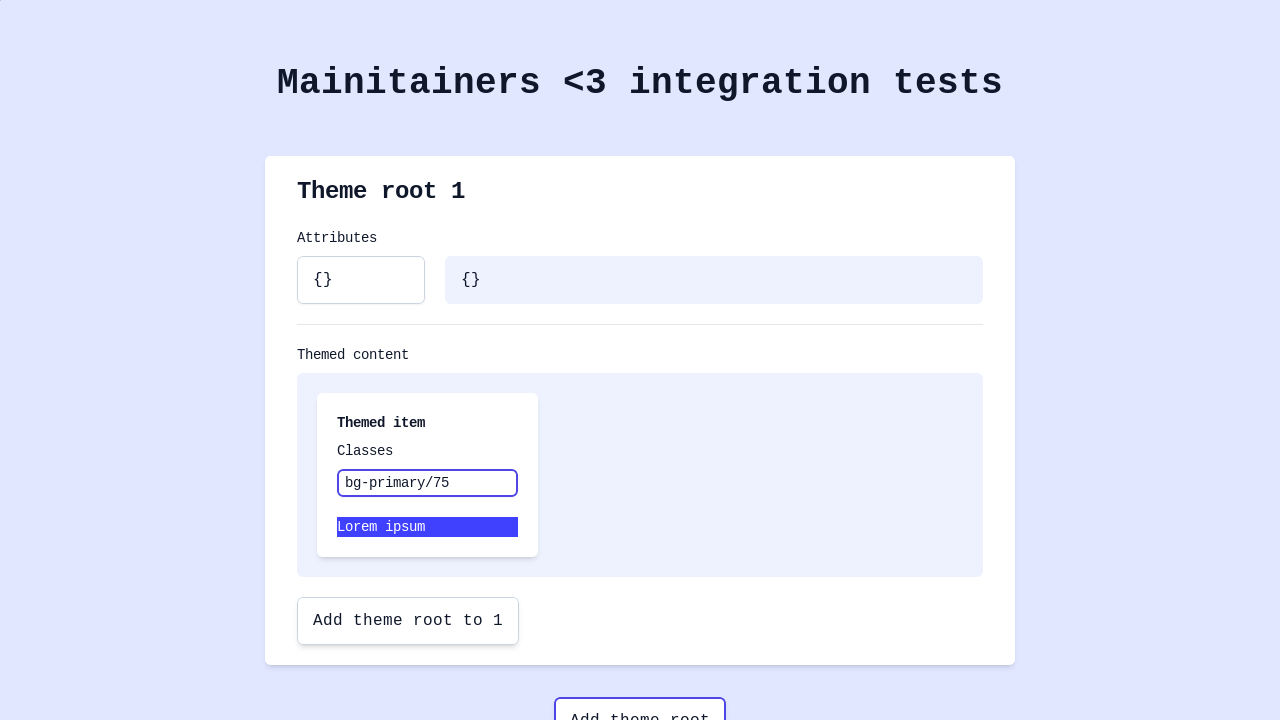 Mainitainers <3 integration tests
Theme root 1
Attributes
{} {}
Themed content
Themed item
Classes
bg-primary/75
Lorem ipsum
Add theme root to 1
Add theme root